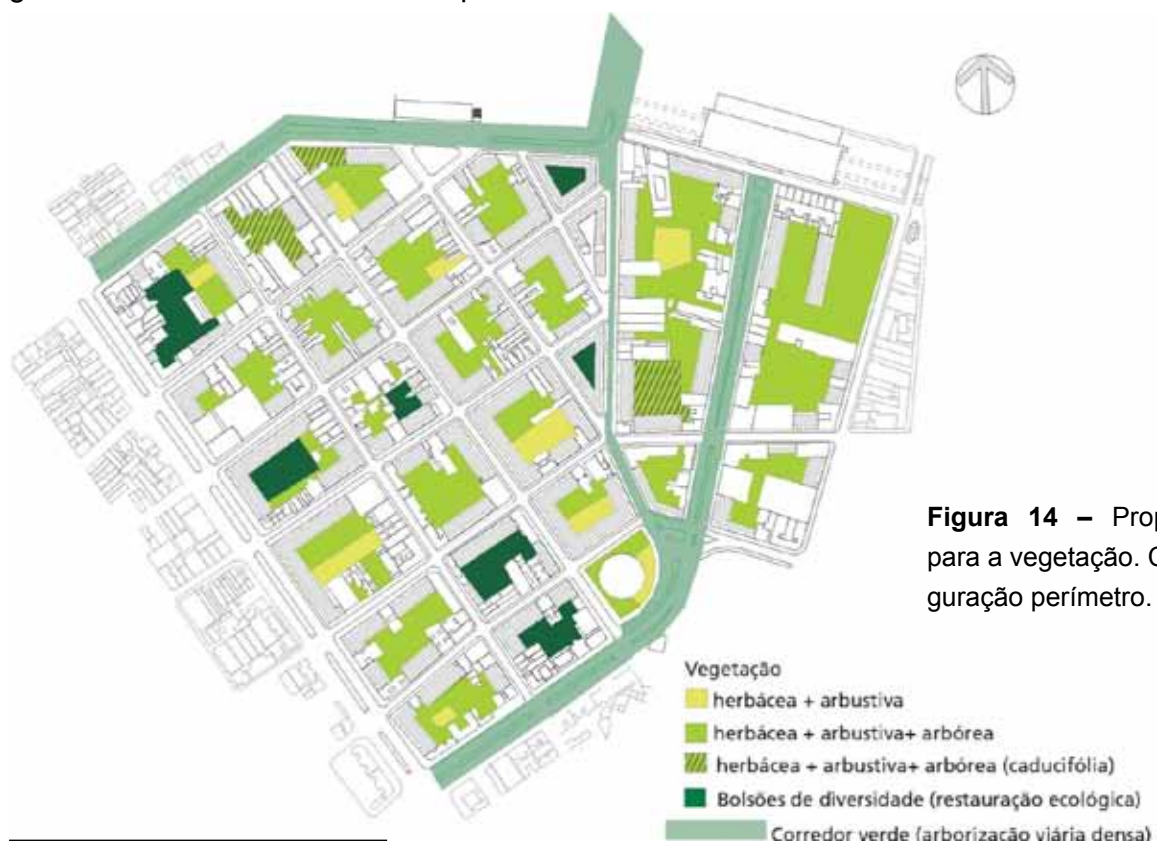 Figura 14 – Prop
para a vegetação. C
guração perímetro.
Vegetação
herbácea + arbustiva
herbácea + arbustiva+ arbórea
herbácea + arbustiva+ arbórea (caducifólia)
Bolsões de diversidade (restauração ecológica)
Corredor verde (arborização viária densa)